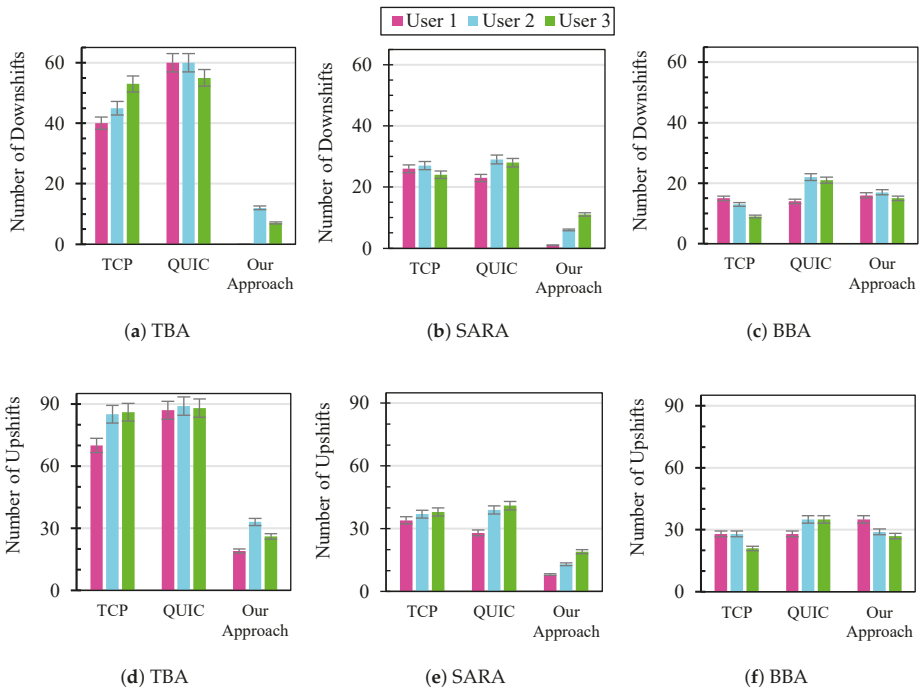 User 1 User 2 User 3
Number of Downshifts
60
40
20
0
TCP QUIC Our Approach
(a) TBA
Number of Downshifts
60
40
20
0
TCP QUIC Our Approach
(b) SARA
Number of Downshifts
60
40
20
0
TCP QUIC Our Approach
(c) BBA
Number of Upshifts
90
60
30
0
TCP QUIC Our Approach
(d) TBA
Number of Upshifts
90
60
30
0
TCP QUIC Our Approach
(e) SARA
Number of Upshifts
90
60
30
0
TCP QUIC Our Approach
(f) BBA